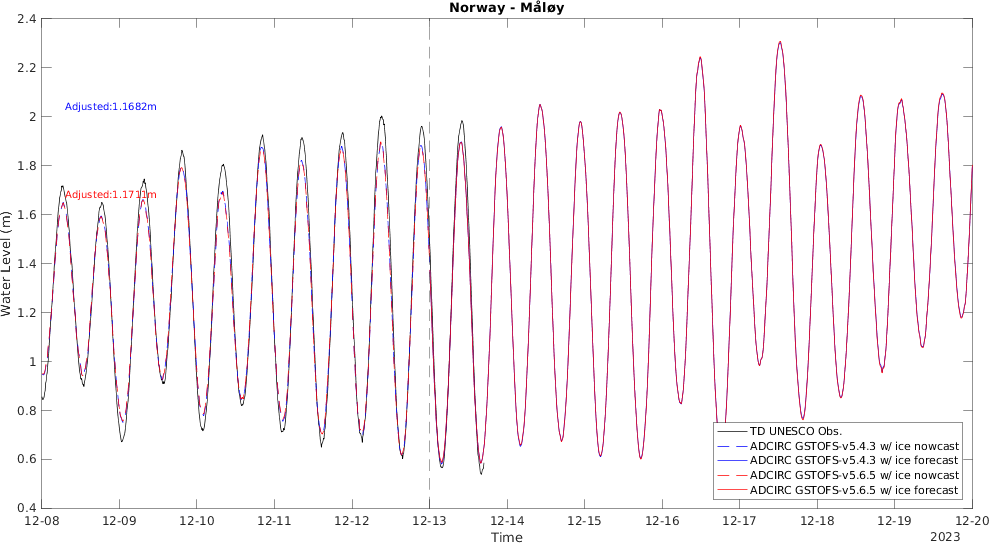 Norway - Måløy
2.4
2.2
2
1.8
1.6
1.4
1.2
1
0.8
0.6
0.4
Water Level (m)
Adjusted:1.1682m
Adjusted:1.1711m
TD UNESCO Obs.
ADCIRC GSTOFS-v5.4.3 w/ ice nowcast
ADCIRC GSTOFS-v5.4.3 w/ ice forecast
ADCIRC GSTOFS-v5.6.5 w/ ice nowcast
ADCIRC GSTOFS-v5.6.5 w/ ice forecast
12-08 12-09 12-10 12-11 12-12 12-13 12-14 12-15 12-16 12-17 12-18 12-19 12-20
Time
2023